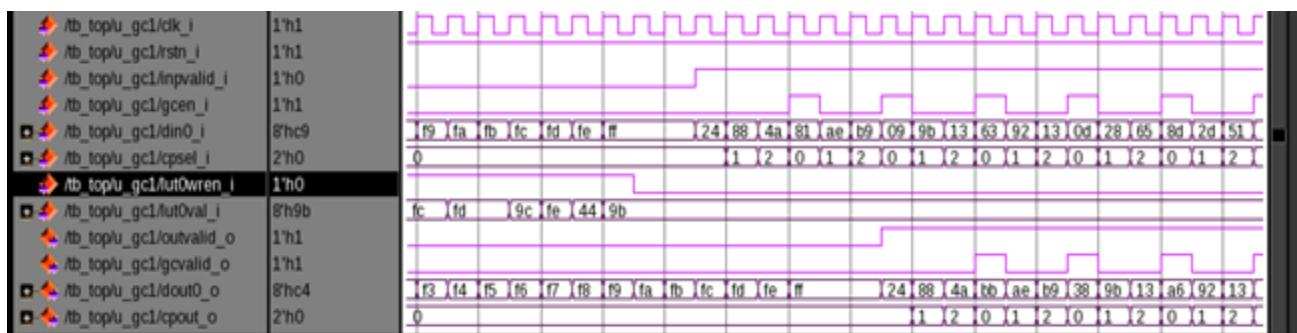 /tb_top/u_gc1/clk_i 1'h1
/tb_top/u_gc1/rstn_i 1'h1
/tb_top/u_gc1/inpvalid_i 1'h0
/tb_top/u_gc1/gcen_i 1'h1
/tb_top/u_gc1/din0_i 8'hc9 f9 fa fb fc fd fe ff 24 88 4a 81 ae b9 09 9b 13 63 92 13 0d 28 65 8d 2d 51
/tb_top/u_gc1/cpsel_i 2'h0 0 1 2 0 1 2 0 1 2 0 1 2 0 1 2 0 1 2
/tb_top/u_gc1/lut0wren_i 1'h0
/tb_top/u_gc1/lut0val_i 8'h9b fc fd 9c fe 44 9b
/tb_top/u_gc1/outvalid_o 1'h1
/tb_top/u_gc1/gcvalid_o 1'h1
/tb_top/u_gc1/dout0_o 8'hc4 f3 f4 f5 f6 f7 f8 f9 fa fb fc fd fe ff 24 88 4a bb ae b9 38 9b 13 a6 92 13
/tb_top/u_gc1/cpout_o 2'h0 0 1 2 0 1 2 0 1 2 0 1 2